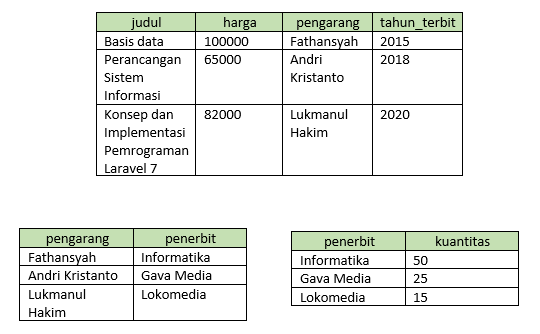 judul harga pengarang tahun_terbit
Basis data 100000 Fathansyah 2015
Perancangan 65000 Andri 2018
Sistem Kristanto
Informasi
Konsep dan 82000 Lukmanul 2020
Implementasi Hakim
Pemrograman
Laravel 7
pengarang penerbit
Fathansyah Informatika
Andri Kristanto Gava Media
Lukmanul Lokomedia
Hakim
penerbit kuantitas
Informatika 50
Gava Media 25
Lokomedia 15